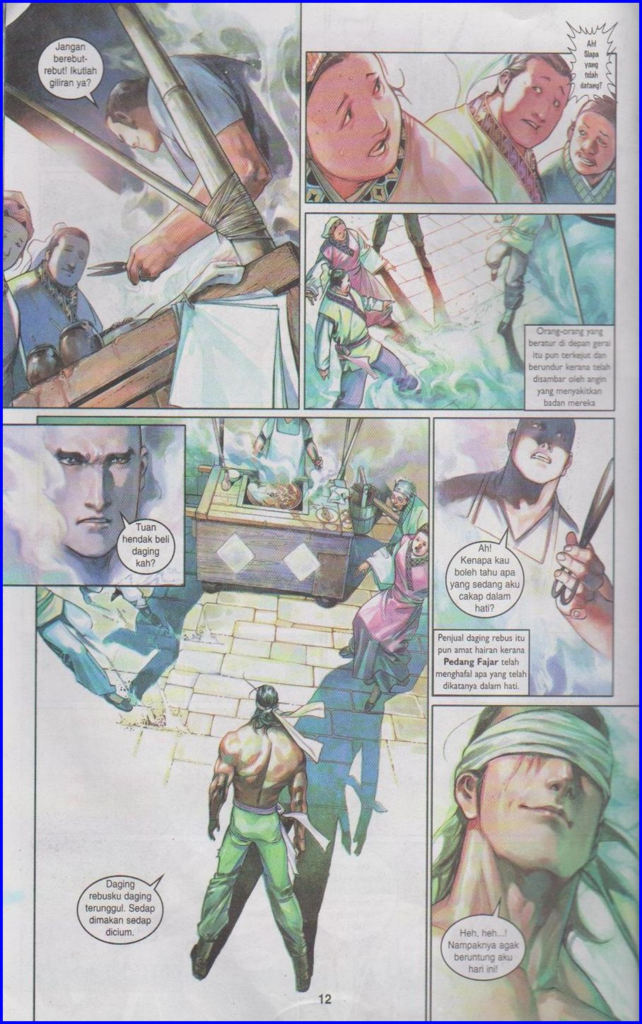 Jangan
berebut-
rebut! Ikutlah
giliran ya?
Ah!
Siapa
yang
telah
datang?
Orang-orang yang
beratur di depan gerai
itu pun terkejut dan
berundur kerana telah
disambar oleh angin
yang menyakitkan
badan mereka
Tuan
hendak beli
daging
kah?
Ah!
Kenapa kau
boleh tahu apa
yang sedang aku
cakap dalam
hati?
Penjual daging rebus itu
pun amat hairan kerana
Pedang Fajar telah
menghafal apa yang telah
dikatanya dalam hati.
Daging
rebusku daging
terunggul. Sedap
dimakan sedap
dicium.
Heh, heh...!
Nampaknya agak
beruntung aku
hari ini!
12